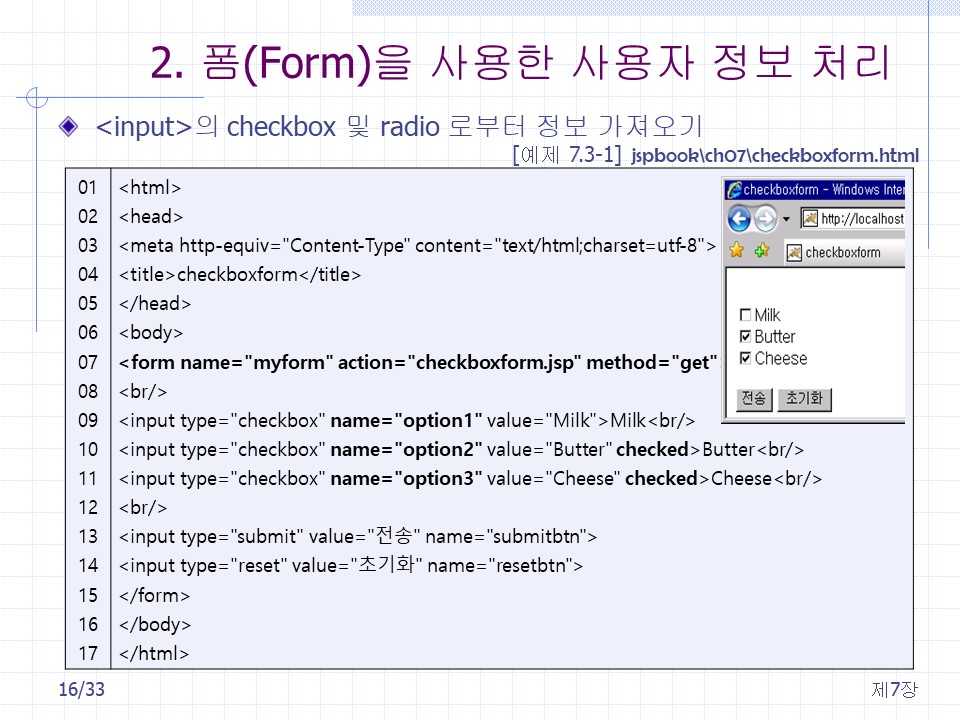 2. 폼(Form)을 사용한 사용자 정보 처리
<input>의 checkbox 및 radio 로부터 정보 가져오기
[예제 7.3-1] jspbook\ch07\checkboxform.html
01 <html>
02 <head>
03 <meta http-equiv="Content-Type" content="text/html;charset=utf-8">
04 <title>checkboxform</title>
05 </head>
06 <body>
07 <form name="myform" action="checkboxform.jsp" method="get"
08 <br/>
09 <input type="checkbox" name="option1" value="Milk">Milk<br/>
10 <input type="checkbox" name="option2" value="Butter" checked>Butter<br/>
11 <input type="checkbox" name="option3" value="Cheese" checked>Cheese<br/>
12 <br/>
13 <input type="submit" value="전송" name="submitbtn">
14 <input type="reset" value="초기화" name="resetbtn">
15 </form>
16 </body>
17 </html>
checkboxform - Windows Inter
http://localhost
checkboxform
Milk
Butter
Cheese
전송 초기화
16/33 제7장